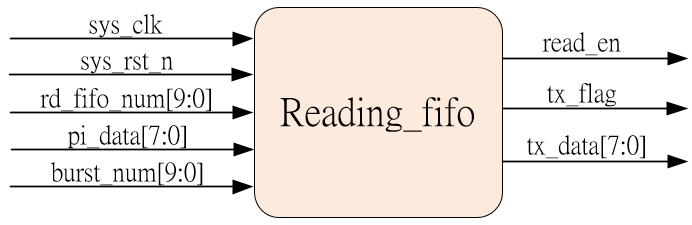 sys_clk
sys_rst_n
rd_fifo_num[9:0]
pi_data[7:0]
burst_num[9:0]
Reading_fifo
read_en
tx_flag
tx_data[7:0]